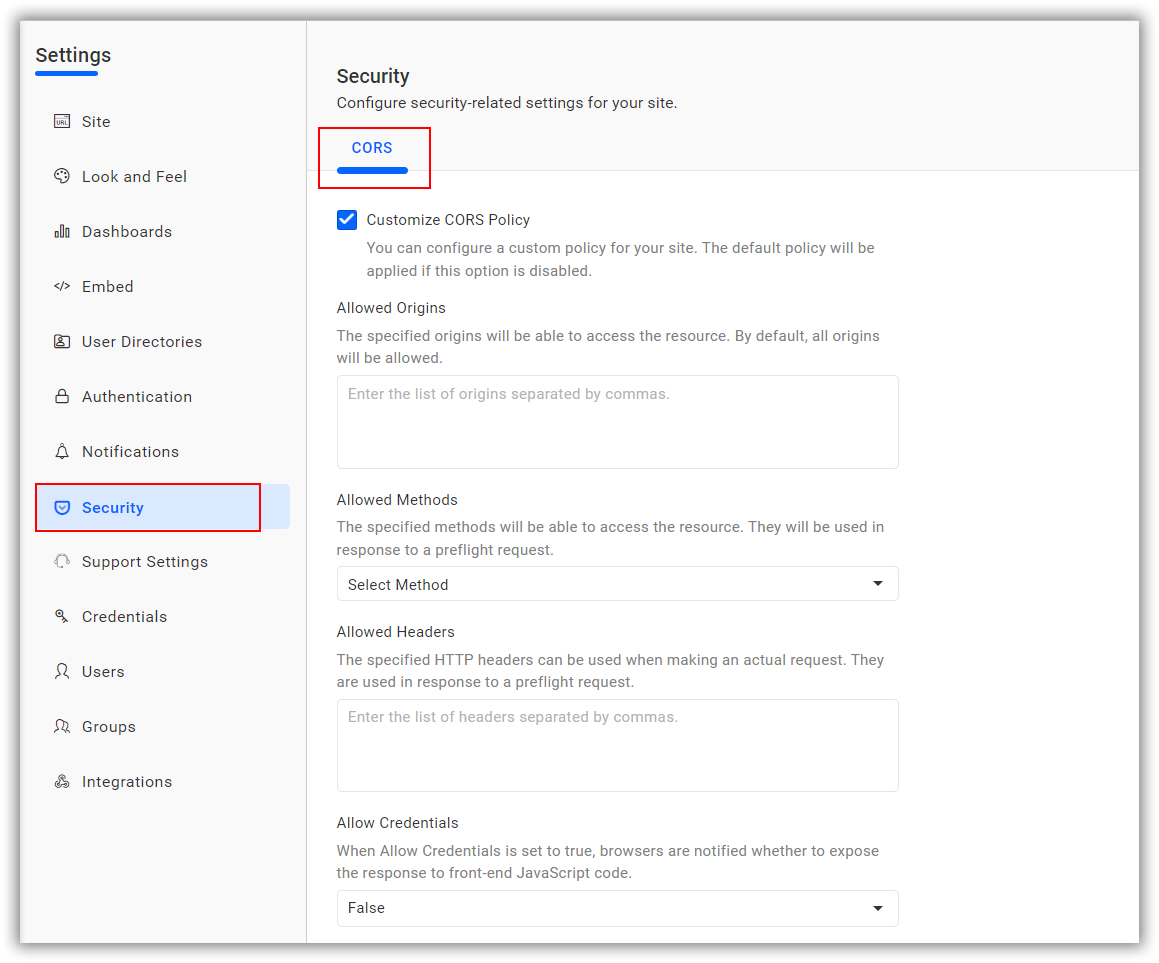 Settings
URL Site
Look and Feel
Dashboards
Embed
User Directories
Authentication
Notifications
Security
Support Settings
Credentials
Users
Groups
Integrations
Security
Configure security-related settings for your site.
CORS
Customize CORS Policy
You can configure a custom policy for your site. The default policy will be
applied if this option is disabled.
Allowed Origins
The specified origins will be able to access the resource. By default, all origins
will be allowed.
Enter the list of origins separated by commas.
Allowed Methods
The specified methods will be able to access the resource. They will be used in
response to a preflight request.
Select Method
Allowed Headers
The specified HTTP headers can be used when making an actual request. They
are used in response to a preflight request.
Enter the list of headers separated by commas.
Allow Credentials
When Allow Credentials is set to true, browsers are notified whether to expose
the response to front-end JavaScript code.
False